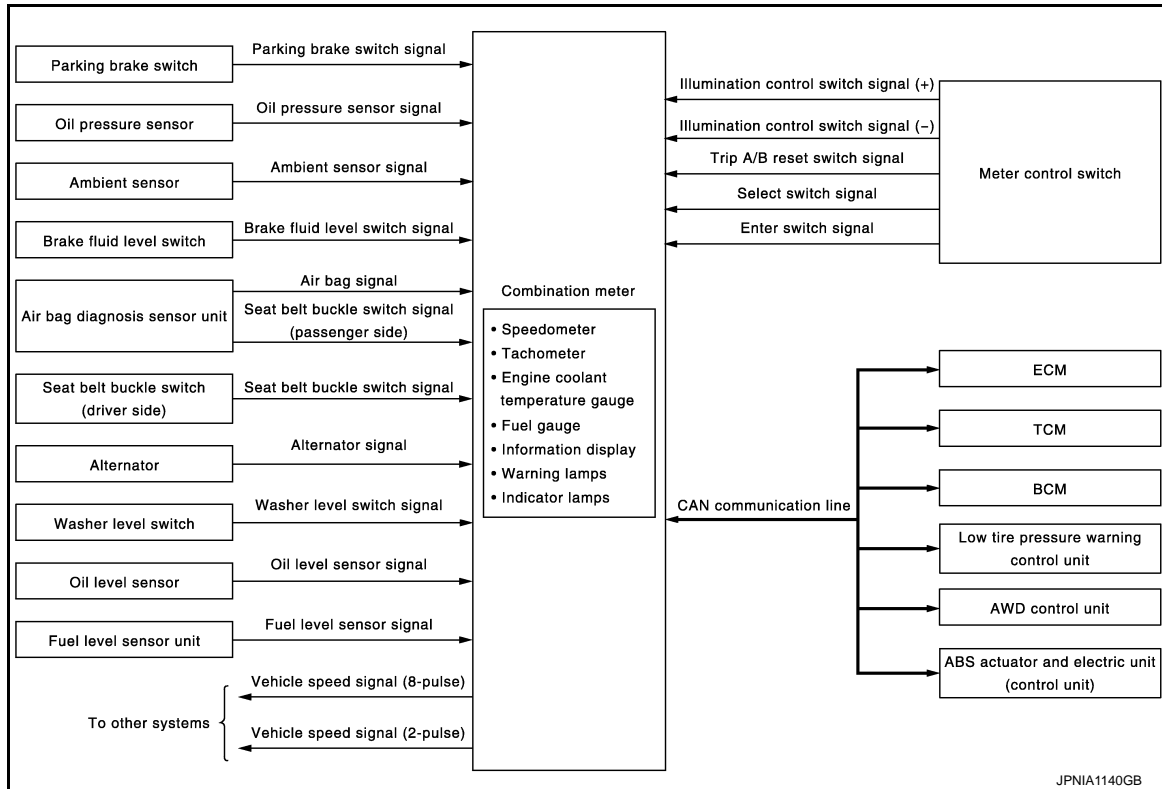 Parking brake switch
Parking brake switch signal
Oil pressure sensor
Oil pressure sensor signal
Ambient sensor
Ambient sensor signal
Brake fluid level switch
Brake fluid level switch signal
Air bag diagnosis sensor unit
Air bag signal
Seat belt buckle switch signal
(passenger side)
Seat belt buckle switch
(driver side)
Seat belt buckle switch signal
Alternator
Alternator signal
Washer level switch
Washer level switch signal
Oil level sensor
Oil level sensor signal
Fuel level sensor unit
Fuel level sensor signal
To other systems
Vehicle speed signal (8-pulse)
Vehicle speed signal (2-pulse)
Combination meter
• Speedometer
• Tachometer
• Engine coolant
temperature gauge
• Fuel gauge
• Information display
• Warning lamps
• Indicator lamps
Illumination control switch signal (+)
Illumination control switch signal (−)
Trip A/B reset switch signal
Select switch signal
Enter switch signal
Meter control switch
CAN communication line
ECM
TCM
BCM
Low tire pressure warning
control unit
AWD control unit
ABS actuator and electric unit
(control unit)
JPNIA1140GB